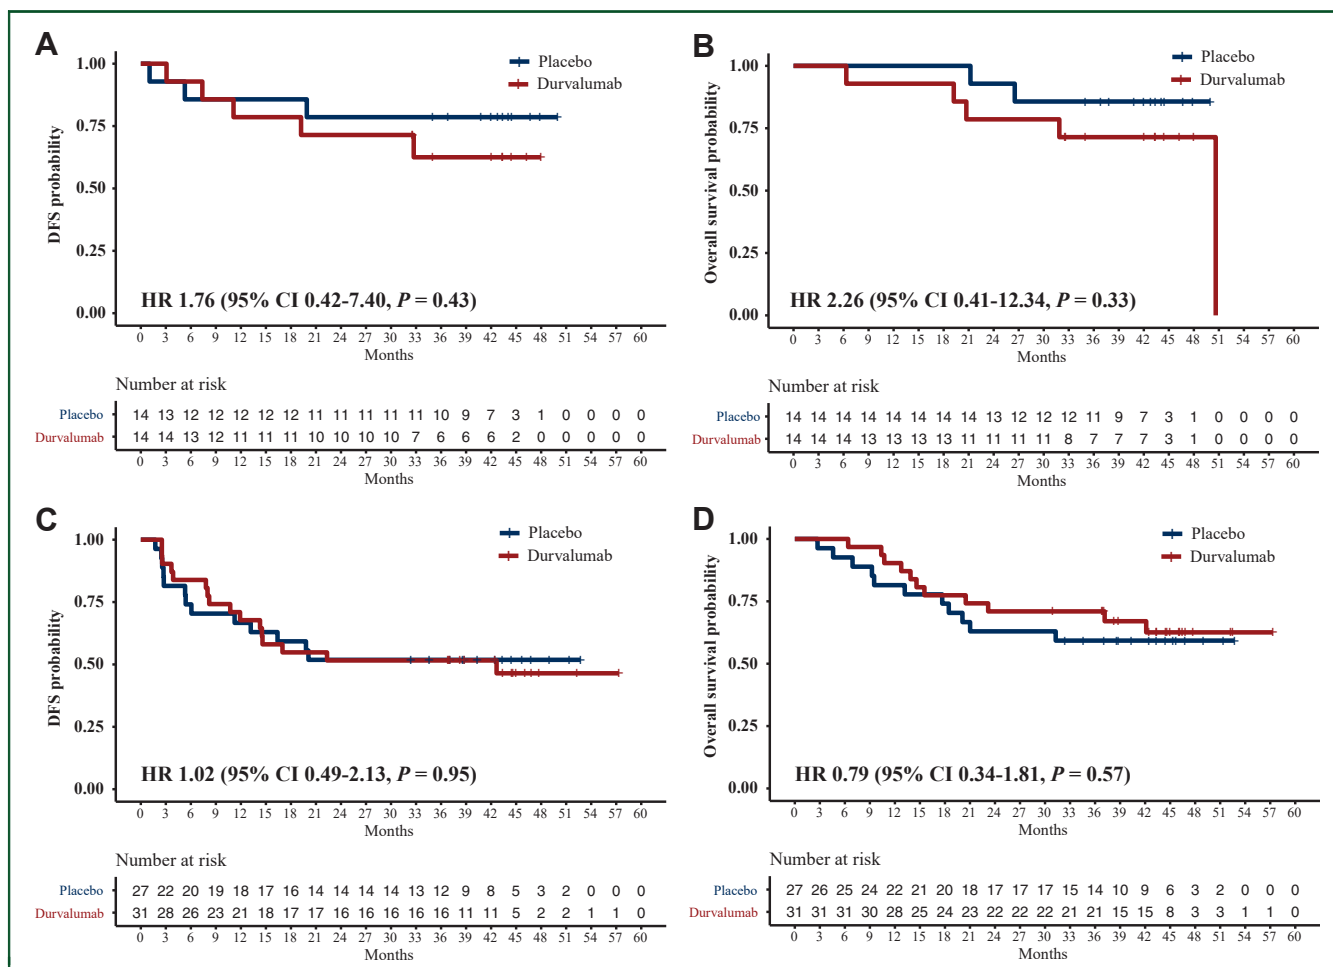 A
Placebo
Durvalumab
1.00
0.75
0.50
0.25
0.00
DFS probability
HR 1.76 (95% CI 0.42-7.40, P = 0.43)
0 3 6 9 12 15 18 21 24 27 30 33 36 39 42 45 48 51 54 57 60
Months
Number at risk
Placebo 14 13 12 12 12 12 12 11 11 11 11 11 10 9 7 3 1 0 0 0 0
Durvalumab 14 14 13 12 11 11 11 10 10 10 10 7 6 6 6 2 0 0 0 0 0
0 3 6 9 12 15 18 21 24 27 30 33 36 39 42 45 48 51 54 57 60
Months
B
Placebo
Durvalumab
1.00
0.75
0.50
0.25
0.00
Overall survival probability
HR 2.26 (95% CI 0.41-12.34, P = 0.33)
0 3 6 9 12 15 18 21 24 27 30 33 36 39 42 45 48 51 54 57 60
Months
Number at risk
Placebo 14 14 14 14 14 14 14 14 13 12 12 12 11 9 7 3 1 0 0 0 0
Durvalumab 14 14 14 13 13 13 13 11 11 11 11 8 7 7 7 3 1 0 0 0 0
0 3 6 9 12 15 18 21 24 27 30 33 36 39 42 45 48 51 54 57 60
Months
C
Placebo
Durvalumab
1.00
0.75
0.50
0.25
0.00
DFS probability
HR 1.02 (95% CI 0.49-2.13, P = 0.95)
0 3 6 9 12 15 18 21 24 27 30 33 36 39 42 45 48 51 54 57 60
Months
Number at risk
Placebo 27 22 20 19 18 17 16 14 14 14 14 13 12 9 8 5 3 2 0 0 0
Durvalumab 31 28 26 23 21 18 17 17 16 16 16 16 16 11 11 5 2 2 1 1 0
0 3 6 9 12 15 18 21 24 27 30 33 36 39 42 45 48 51 54 57 60
Months
D
Placebo
Durvalumab
1.00
0.75
0.50
0.25
0.00
Overall survival probability
HR 0.79 (95% CI 0.34-1.81, P = 0.57)
0 3 6 9 12 15 18 21 24 27 30 33 36 39 42 45 48 51 54 57 60
Months
Number at risk
Placebo 27 26 25 24 22 21 20 18 17 17 17 15 14 10 9 6 3 2 0 0 0
Durvalumab 31 31 31 30 28 25 24 23 22 22 22 21 21 15 15 8 3 3 1 1 0
0 3 6 9 12 15 18 21 24 27 30 33 36 39 42 45 48 51 54 57 60
Months